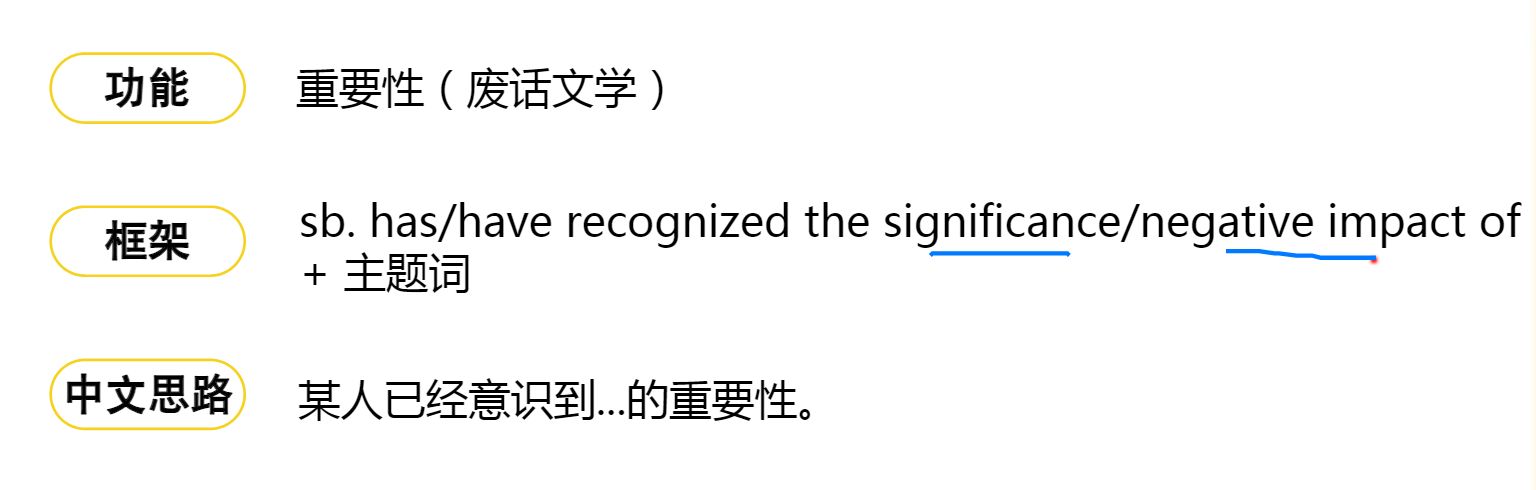 功能 重要性（废话文学）
框架 sb. has/have recognized the significance/negative impact of
+ 主题词
中文思路 某人已经意识到...的重要性。